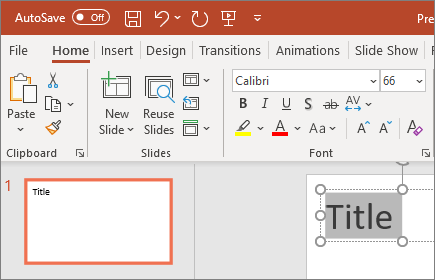 AutoSave Off Pre
File Home Insert Design Transitions Animations Slide Show
Calibri 66
Paste New Slide Reuse Slides
B I U S ab AV
A Aa A A A
Clipboard Slides Font
1 Title
Title